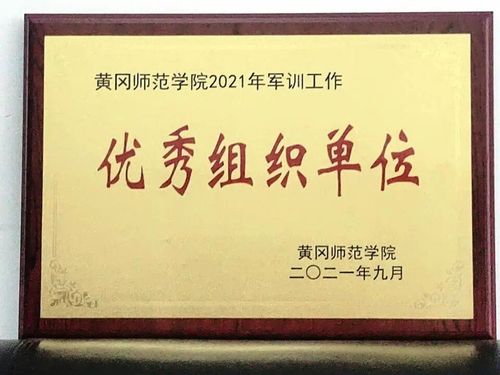 黄冈师范学院2021年军训工作
优秀组织单位
黄冈师范学院
二〇二一年九月